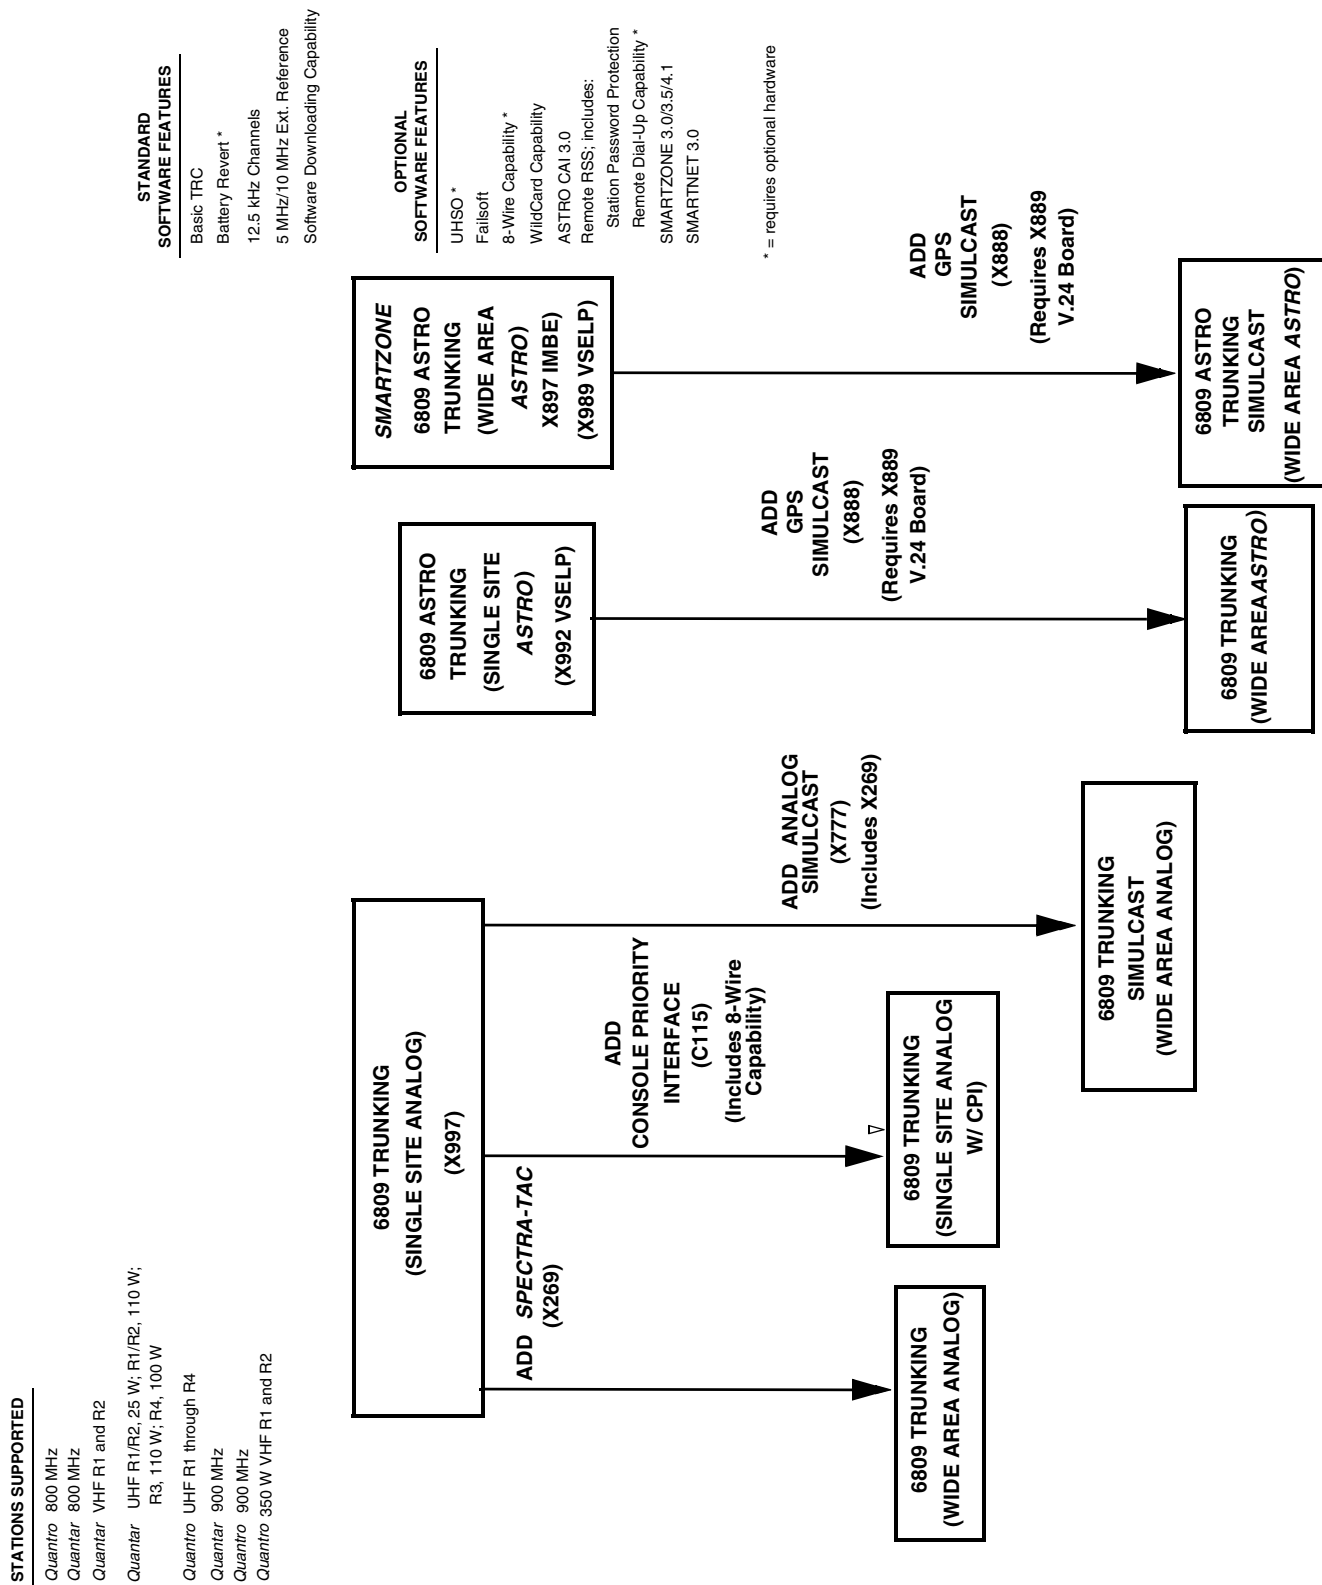 STATIONS SUPPORTED
Quantro 800 MHz
Quantar 800 MHz
Quantar VHF R1 and R2
Quantar UHF R1/R2, 25 W; R1/R2, 110 W;
R3, 110 W; R4, 100 W
Quantro UHF R1 through R4
Quantar 900 MHz
Quantro 900 MHz
Quantro 350 W VHF R1 and R2
STANDARD
SOFTWARE FEATURES
Basic TRC
Battery Revert *
12.5 kHz Channels
5 MHz/10 MHz Ext. Reference
Software Downloading Capability
OPTIONAL
SOFTWARE FEATURES
UHSO *
Failsoft
8-Wire Capability *
WildCard Capability
ASTRO CAI 3.0
Remote RSS; includes:
Station Password Protection
Remote Dial-Up Capability *
SMARTZONE 3.0/3.5/4.1
SMARTNET 3.0
* = requires optional hardware
6809 TRUNKING
(SINGLE SITE ANALOG)
(X997)
ADD SPECTRA-TAC
(X269)
6809 TRUNKING
(WIDE AREA ANALOG)
ADD
CONSOLE PRIORITY
INTERFACE
(C115)
(Includes 8-Wire
Capability)
6809 TRUNKING
(SINGLE SITE ANALOG
W/ CPI)
ADD ANALOG
SIMULCAST
(X777)
(Includes X269)
6809 TRUNKING
SIMULCAST
(WIDE AREA ANALOG)
6809 ASTRO
TRUNKING
(SINGLE SITE
ASTRO)
(X992 VSELP)
ADD
GPS
SIMULCAST
(X888)
(Requires X889
V.24 Board)
6809 TRUNKING
(WIDE AREAASTRO)
SMARTZONE
6809 ASTRO
TRUNKING
(WIDE AREA
ASTRO)
X897 IMBE)
(X989 VSELP)
ADD
GPS
SIMULCAST
(X888)
(Requires X889
V.24 Board)
6809 ASTRO
TRUNKING
SIMULCAST
(WIDE AREA ASTRO)